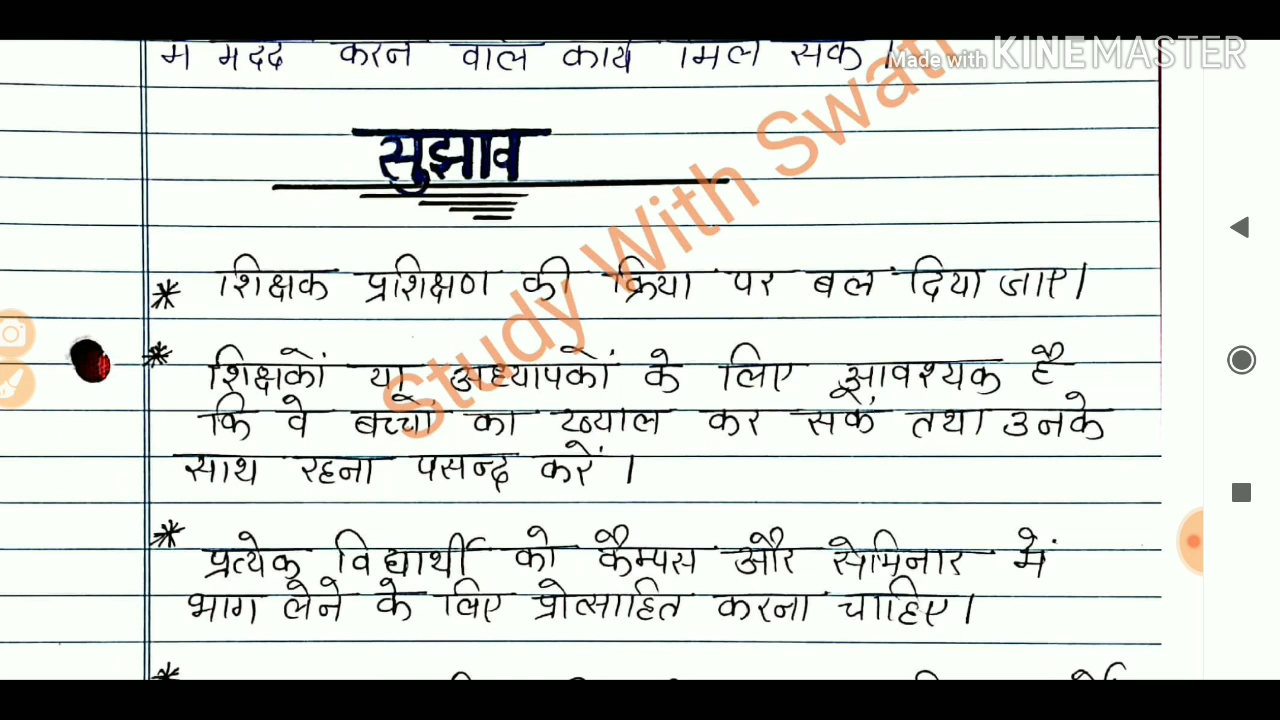 में मदद करने वाले कार्य मिल सके ।
Made with KINEMASTER
सुझाव
Study With Swati
* शिक्षक प्रशिक्षण की क्रिया पर बल दिया जाए।
* शिक्षकों या अध्यापकों के लिए आवश्यक है
कि वे बच्चों का ख्याल कर सकें तथा उनके
साथ रहना पसन्द करें ।
* प्रत्येक विद्यार्थी को कैम्पस और सेमिनार में
भाग लेने के लिए प्रोत्साहित करना चाहिए।